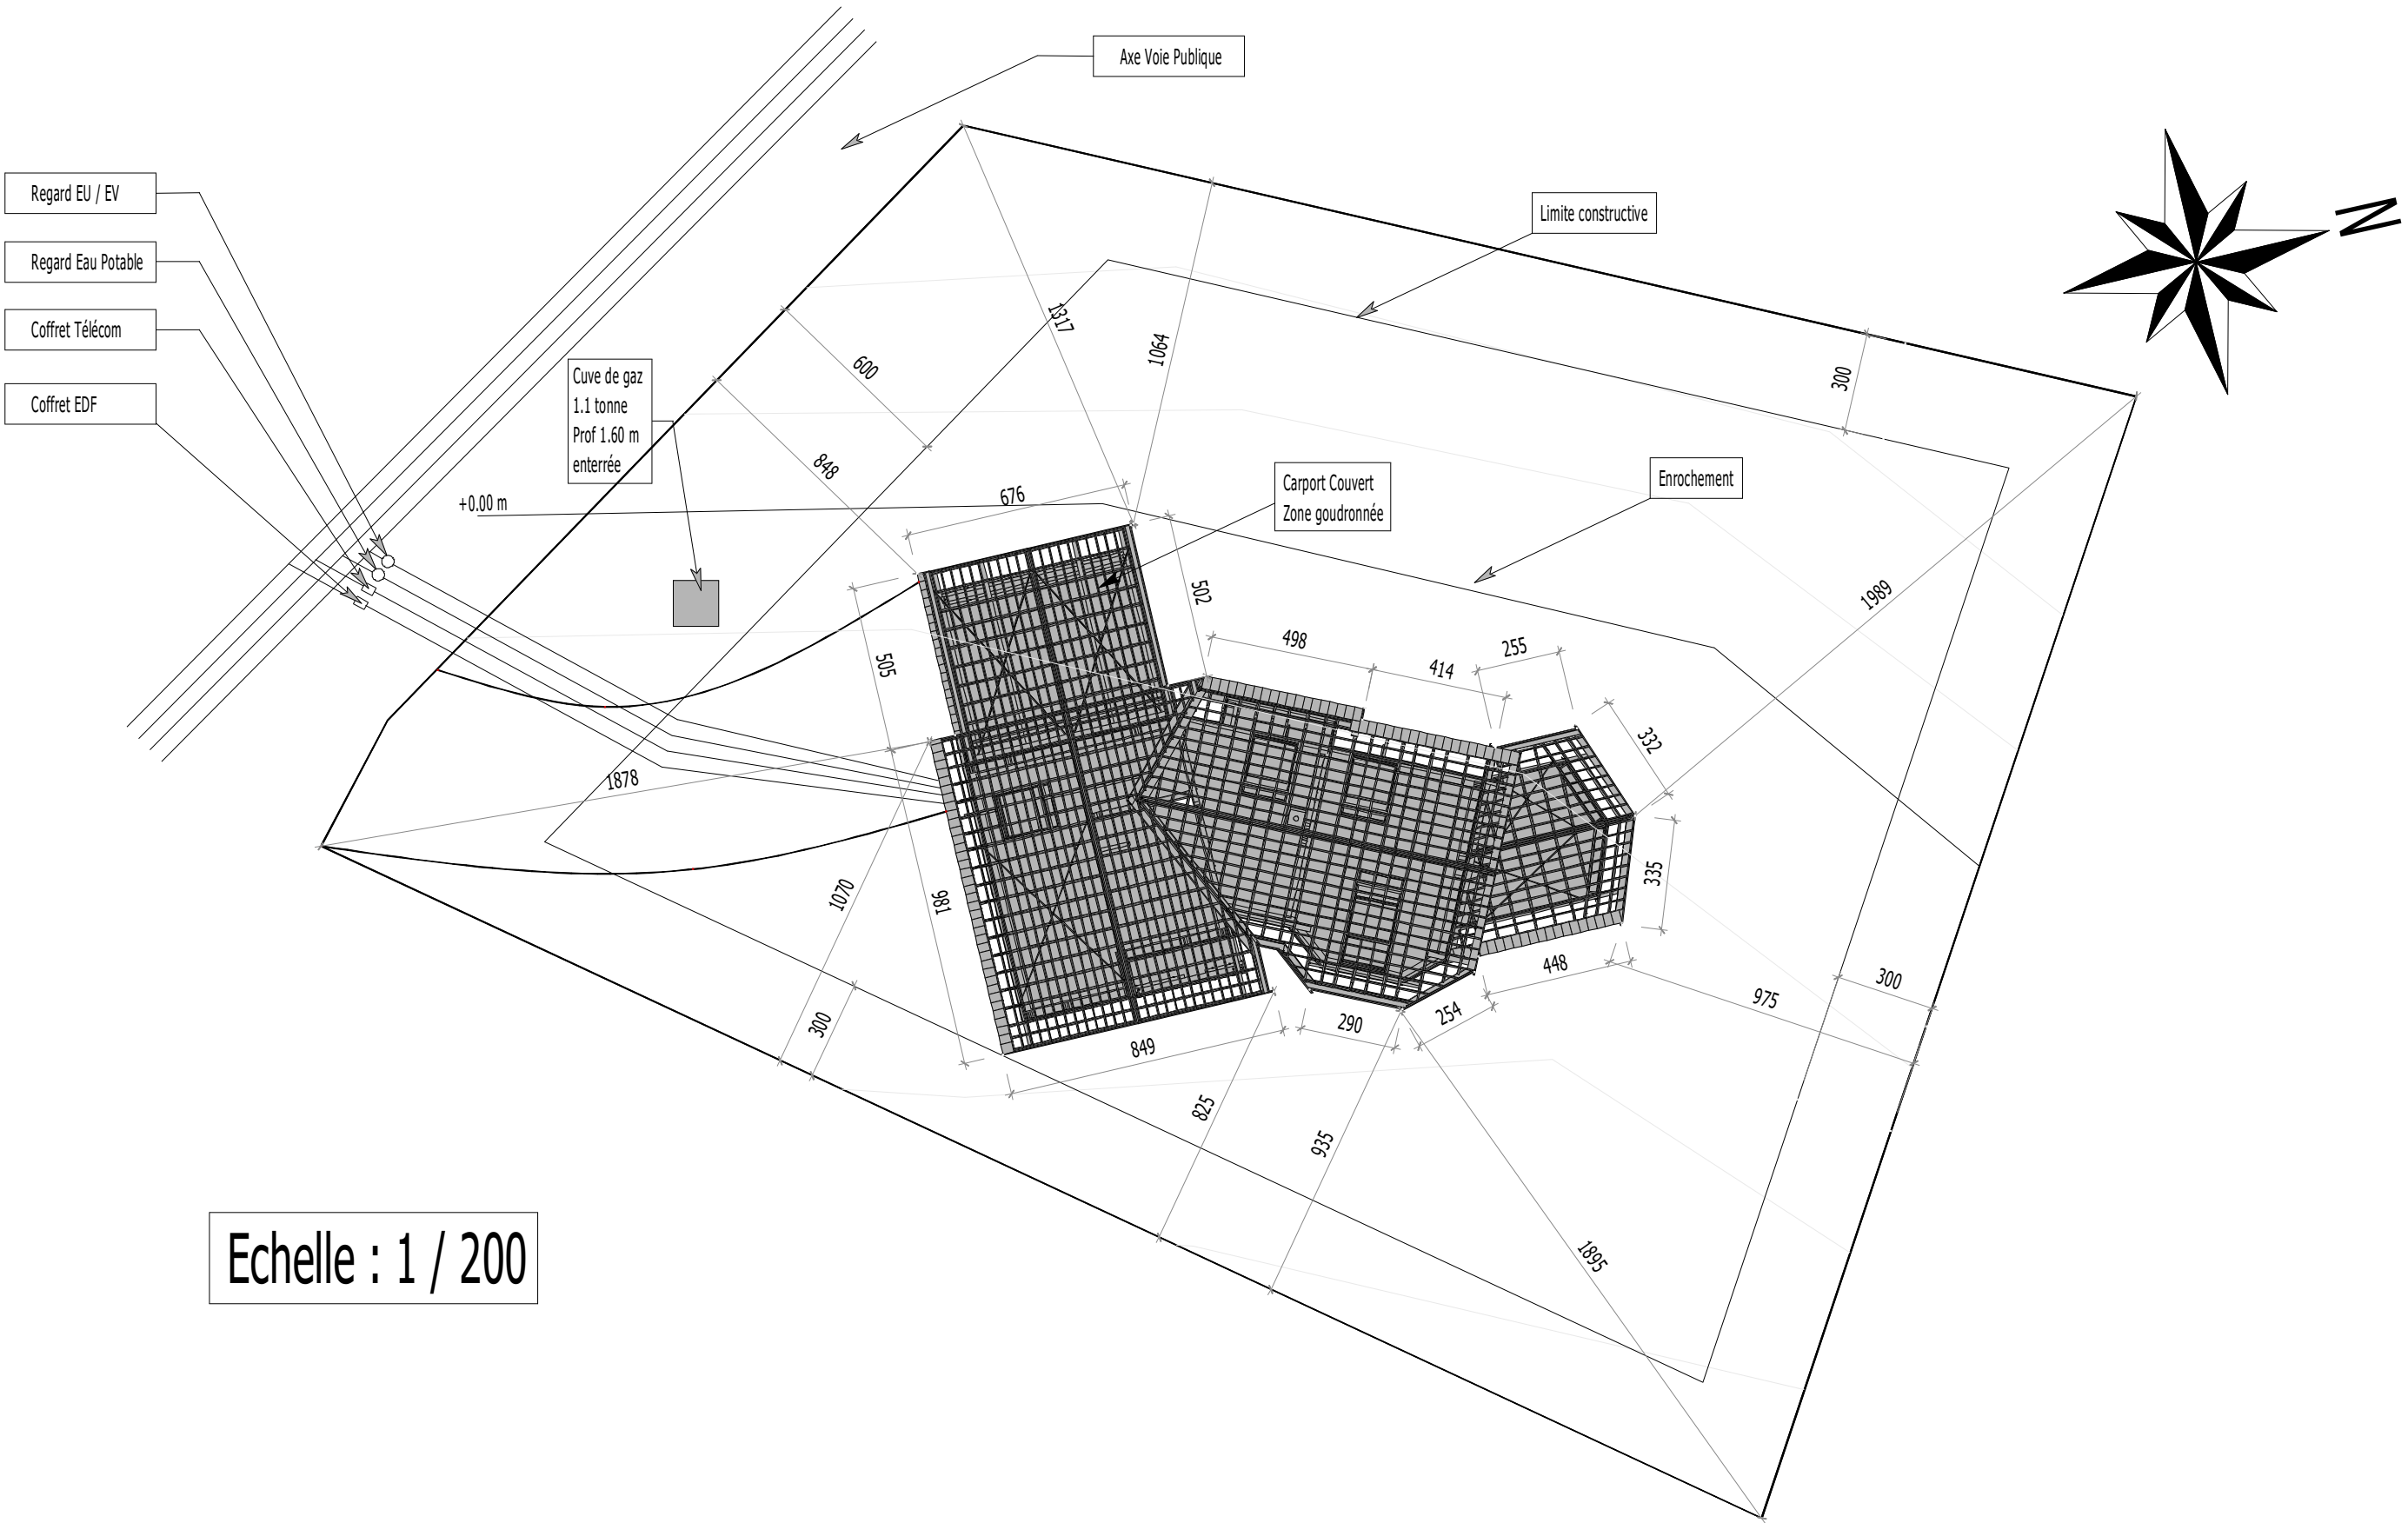 Axe Voie Publique
Regard EU / EV
Limite constructive
N
Regard Eau Potable
Coffret Télécom
Coffret EDF
Cuve de gaz
1.1 tonne
Prof 1.60 m
enterrée
1317
1064
600
300
848
676
+0.00 m
Carport Couvert
Zone goudronnée
Enrochement
502
1989
498
414
255
505
332
1878
335
1070
981
448
300
975
300
849
290
254
825
935
1895
Echelle : 1 / 200